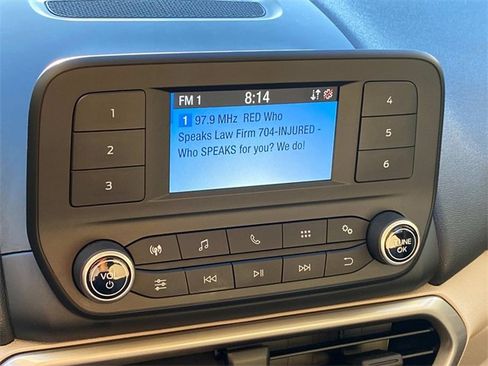 FM 1 8:14
1 97.9 MHz RED Who
Speaks Law Firm 704-INJURED -
Who SPEAKS for you? We do!
1
2
3
4
5
6
VOL
TUNE
OK